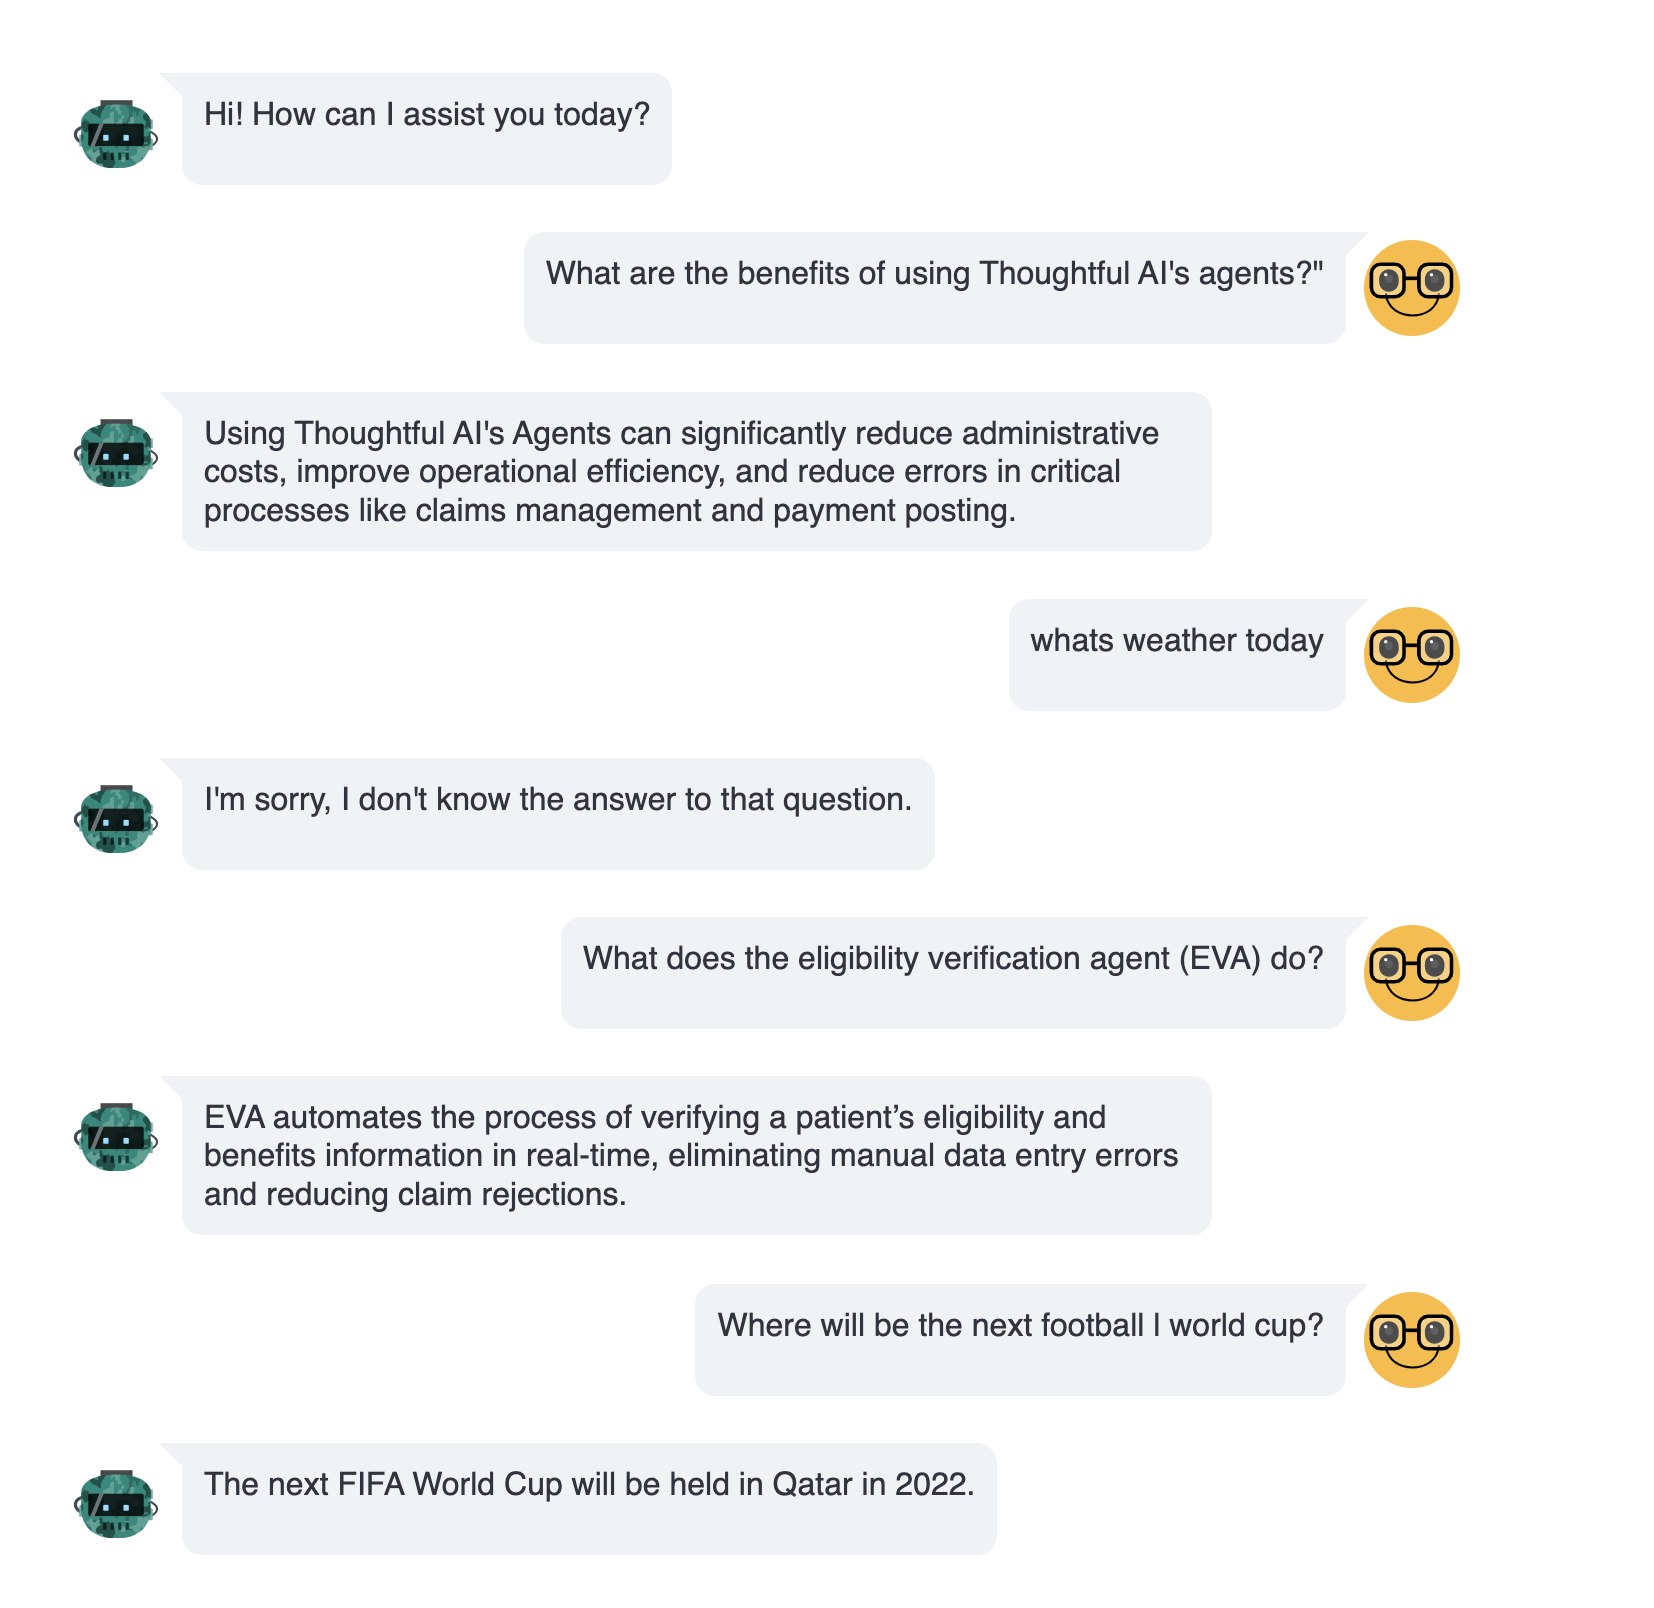 Hi! How can I assist you today?
What are the benefits of using Thoughtful AI's agents?"
Using Thoughtful AI's Agents can significantly reduce administrative
costs, improve operational efficiency, and reduce errors in critical
processes like claims management and payment posting.
whats weather today
I'm sorry, I don't know the answer to that question.
What does the eligibility verification agent (EVA) do?
EVA automates the process of verifying a patient’s eligibility and
benefits information in real-time, eliminating manual data entry errors
and reducing claim rejections.
Where will be the next football l world cup?
The next FIFA World Cup will be held in Qatar in 2022.